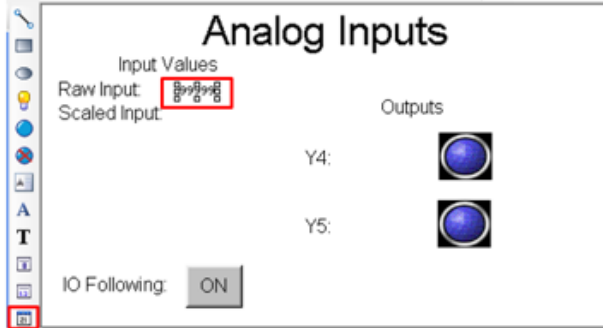 Analog Inputs
Input Values
Raw Input:
Scaled Input:
Outputs
Y4:
Y5:
IO Following:
ON
A
T